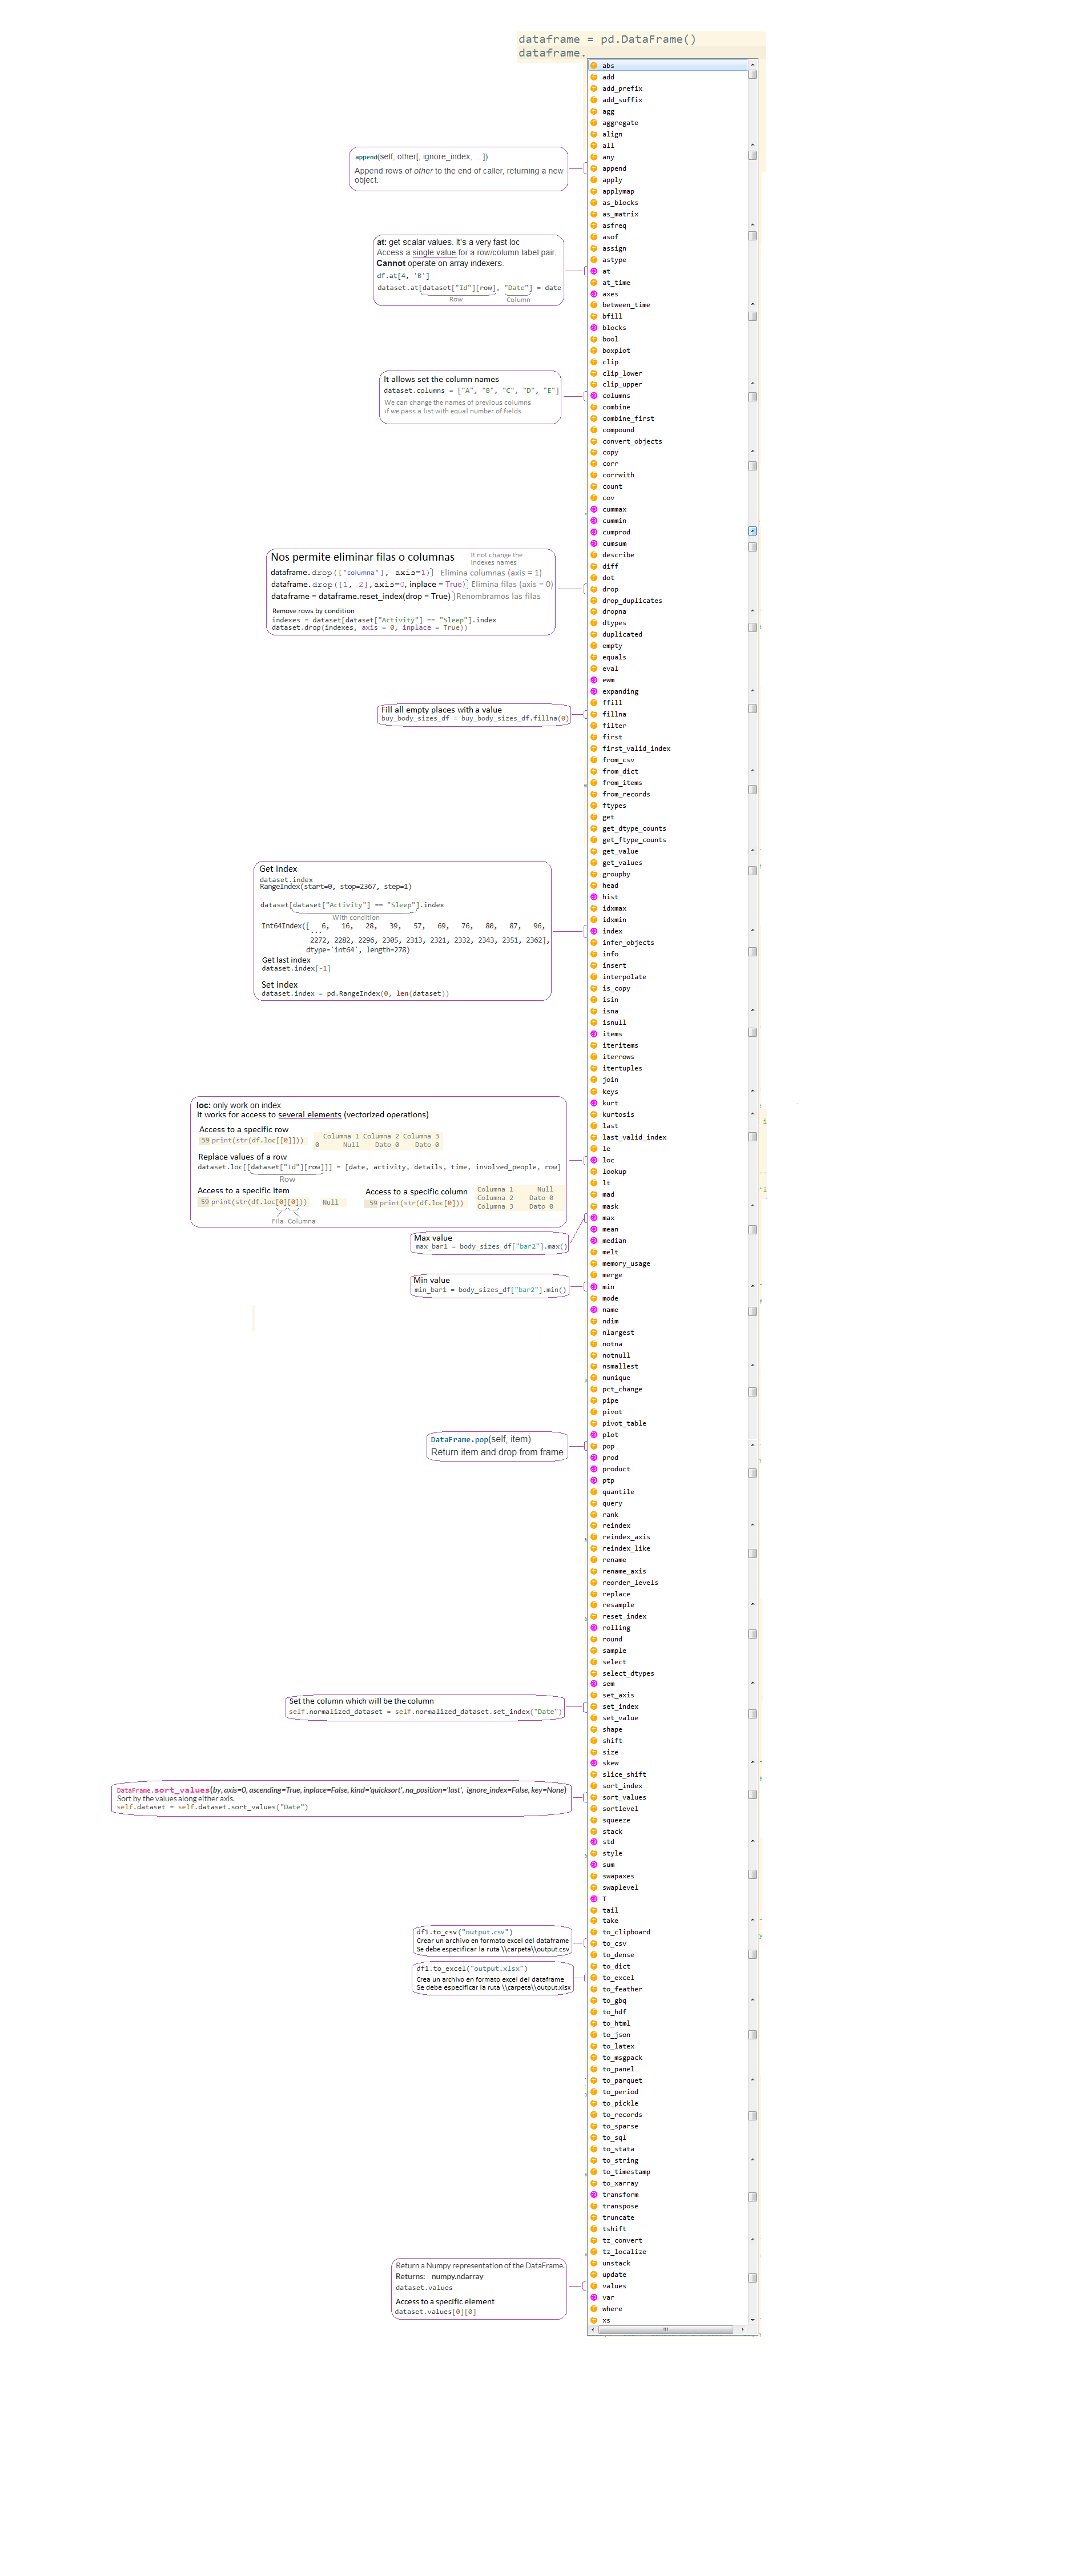 dataframe = pd.DataFrame()
dataframe.
abs
add
add_prefix
add_suffix
agg
aggregate
align
all
any
append
apply
applymap
as_blocks
as_matrix
asfreq
asof
assign
astype
at
at_time
axes
between_time
bfill
blocks
bool
boxplot
clip
clip_lower
clip_upper
columns
combine
combine_first
compound
convert_objects
copy
corr
corrwith
count
cov
cummax
cummin
cumprod
cumsum
describe
diff
dot
drop
drop_duplicates
dropna
dtypes
duplicated
empty
equals
eval
ewm
expanding
ffill
fillna
filter
first
first_valid_index
from_csv
from_dict
from_items
from_records
ftypes
get
get_dtype_counts
get_ftype_counts
get_value
get_values
groupby
head
hist
idxmax
idxmin
index
infer_objects
info
insert
interpolate
is_copy
isin
isna
isnull
items
iteritems
iterrows
itertuples
join
keys
kurt
kurtosis
last
last_valid_index
le
loc
lookup
lt
mad
mask
max
mean
median
melt
memory_usage
merge
min
mode
name
ndim
nlargest
notna
notnull
nsmallest
nunique
pct_change
pipe
pivot
pivot_table
plot
pop
prod
product
ptp
quantile
query
rank
reindex
reindex_axis
reindex_like
rename
rename_axis
reorder_levels
replace
resample
reset_index
rolling
round
sample
select
select_dtypes
sem
set_axis
set_index
set_value
shape
shift
size
skew
slice_shift
sort_index
sort_values
sortlevel
squeeze
stack
std
style
sum
swapaxes
swaplevel
T
tail
take
to_clipboard
to_csv
to_dense
to_dict
to_excel
to_feather
to_gbq
to_hdf
to_html
to_json
to_latex
to_msgpack
to_panel
to_parquet
to_period
to_pickle
to_records
to_sparse
to_sql
to_stata
to_string
to_timestamp
to_xarray
transform
transpose
truncate
tshift
tz_convert
tz_localize
unstack
update
values
var
where
xs
append(self, other[, ignore_index, ...])
Append rows of other to the end of caller, returning a new
object.
at: get scalar values. It's a very fast loc
Access a single value for a row/column label pair.
Cannot operate on array indexers.
df.at[4, 'B']
dataset.at[dataset["Id"][row], "Date"] = date
Row Column
It allows set the column names
dataset.columns = ["A", "B", "C", "D", "E"]
We can change the names of previous columns
if we pass a list with equal number of fields
Nos permite eliminar filas o columnas
It not change the
indexes names
dataframe.drop(['columna'], axis=1) Elimina columnas (axis = 1)
dataframe.drop([1, 2],axis=0, inplace = True) Elimina filas (axis = 0)
dataframe = dataframe.reset_index(drop = True) Renombramos las filas
Remove rows by condition
indexes = dataset[dataset["Activity"] == "Sleep"].index
dataset.drop(indexes, axis = 0, inplace = True))
Fill all empty places with a value
buy_body_sizes_df = buy_body_sizes_df.fillna(0)
Get index
dataset.index
RangeIndex(start=0, stop=2367, step=1)
dataset[dataset["Activity"] == "Sleep"].index
With condition
Int64Index([ 6, 16, 28, 39, 57, 69, 76, 80, 87, 96,
...
2272, 2282, 2296, 2305, 2313, 2321, 2332, 2343, 2351, 2362],
dtype='int64', length=278)
Get last index
dataset.index[-1]
Set index
dataset.index = pd.RangeIndex(0, len(dataset))
loc: only work on index
It works for access to several elements (vectorized operations)
Access to a specific row
59 print(str(df.loc[[0]]))
Columna 1 Columna 2 Columna 3
0 Null Dato 0 Dato 0
Replace values of a row
dataset.loc[[dataset["Id"][row]]] = [date, activity, details, time, involved_people, row]
Row
Access to a specific item
59 print(str(df.loc[0][0])) Null
Fila Columna
Access to a specific column
59 print(str(df.loc[0]))
Columna 1 Null
Columna 2 Dato 0
Columna 3 Dato 0
Max value
max_bar1 = body_sizes_df["bar2"].max()
Min value
min_bar1 = body_sizes_df["bar2"].min()
DataFrame.pop(self, item)
Return item and drop from frame.
Set the column which will be the column
self.normalized_dataset = self.normalized_dataset.set_index("Date")
DataFrame.sort_values(by, axis=0, ascending=True, inplace=False, kind='quicksort', na_position='last', ignore_index=False, key=None)
Sort by the values along either axis.
self.dataset = self.dataset.sort_values("Date")
df1.to_csv("output.csv")
Crear un archivo en formato excel del dataframe
Se debe especificar la ruta \\carpeta\\output.csv
df1.to_excel("output.xlsx")
Crea un archivo en formato excel del dataframe
Se debe especificar la ruta \\carpeta\\output.xlsx
Return a Numpy representation of the DataFrame.
Returns: numpy.ndarray
dataset.values
Access to a specific element
dataset.values[0][0]